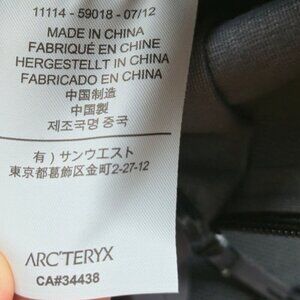 11114 - 59018 - 07/12
MADE IN CHINA
FABRIQUÉ EN CHINE
HERGESTELLT IN CHINA
FABRICADO EN CHINA
中国制造
中国製
제조국명 중국
有）サンウエスト
東京都葛飾区金町2-27-12
ARC'TERYX
CA#34438